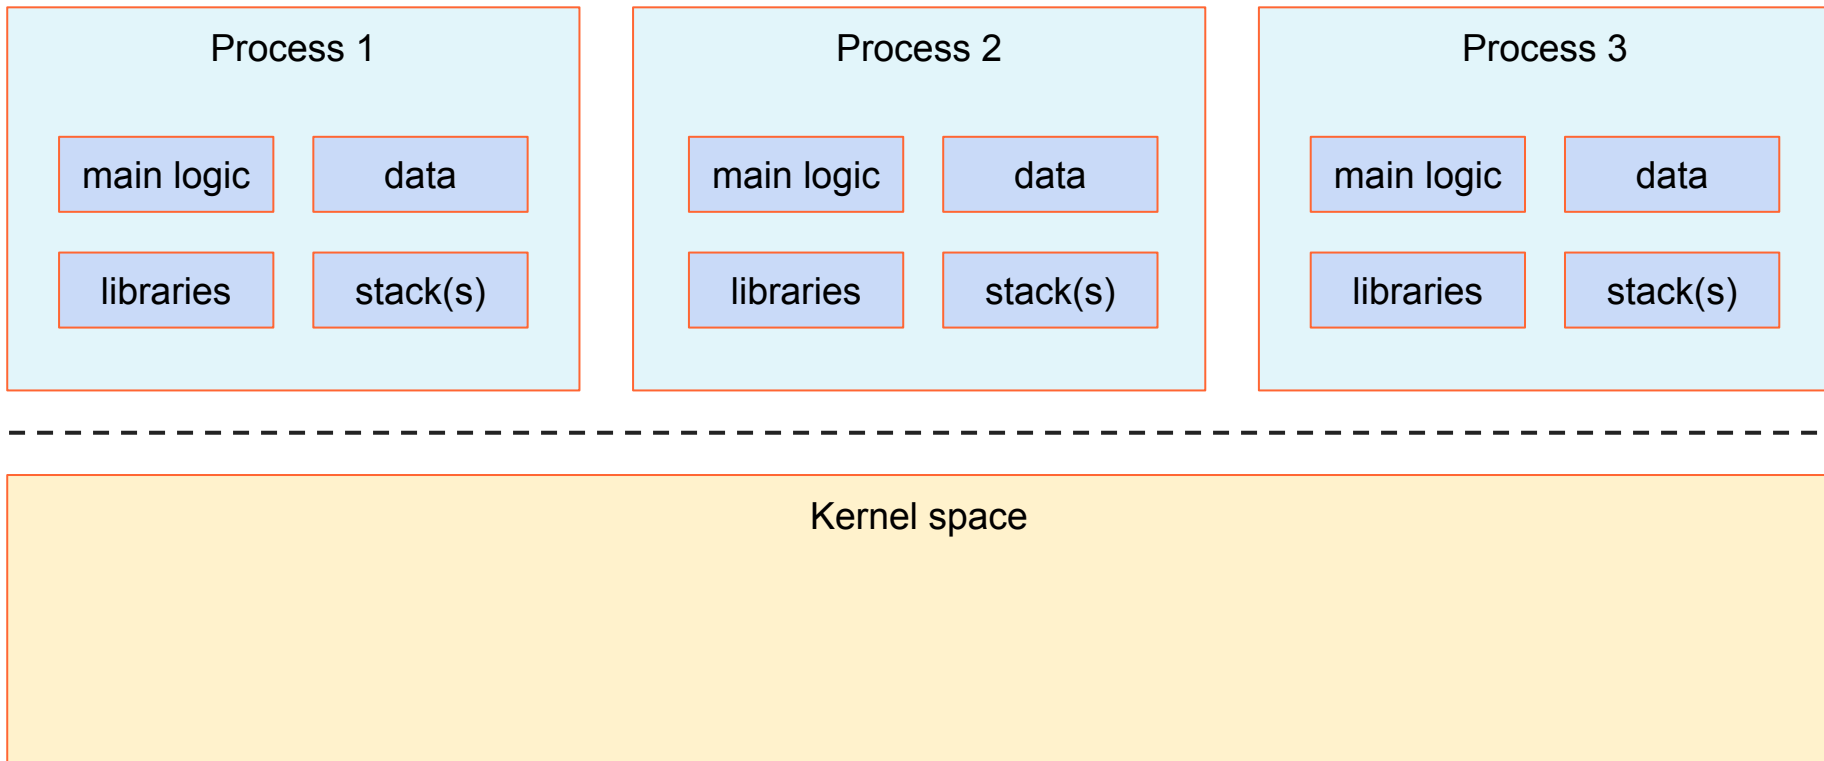 Process 1
Process 2
Process 3
main logic
data
main logic
data
main logic
data
libraries
stack(s)
libraries
stack(s)
libraries
stack(s)
Kernel space